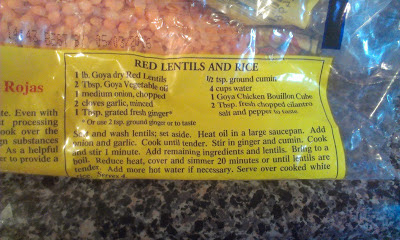 RED LENTILS AND RICE
1 lb. Goya dry Red Lentils
2 Tbsp. Goya Vegetable oil
1 medium onion, chopped
2 cloves garlic, minced
1 Tbsp. grated fresh ginger*
* Or use 2 tsp. ground ginger or to taste
1/2 tsp. ground cumin
4 cups water
1 Goya Chicken Bouillon Cube
2 Tbsp. fresh chopped cilantro
salt and pepper to taste
Sort and wash lentils; set aside. Heat oil in a large saucepan. Add
onion and garlic. Cook until tender. Stir in ginger and cumin. Cook
and stir 1 minute. Add remaining ingredients and lentils. Bring to a
boil. Reduce heat, cover and simmer 20 minutes or until lentils are
tender. Add more hot water if necessary. Serve over cooked white
rice. Serves 4
Rojas
te. Even with
t processing
ook over the
gn substances
As a helpful
er to provide a